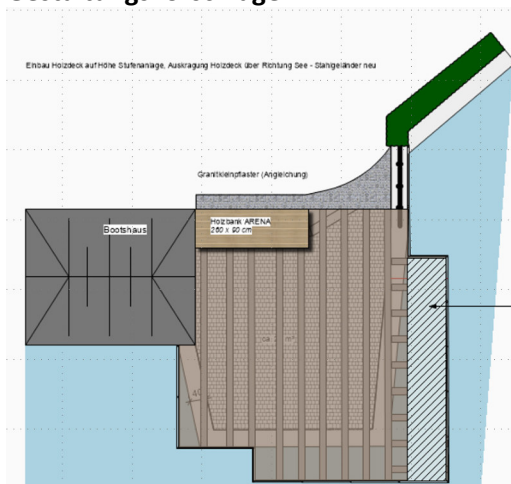 Einbau Holzdeck auf Höhe Stufenanlage, Auskragung Holzdeck über Richtung See - Stahlgeländer neu
Granitkleinpflaster (Angleichung)
Holzbank ARENA
260 x 90 cm
Bootshaus